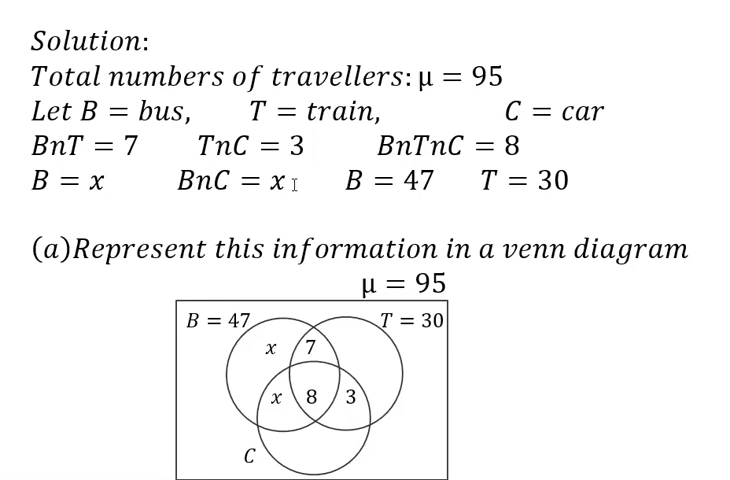 Solution:
Total numbers of travellers: μ = 95
Let B = bus, T = train, C = car
BnT = 7 TnC = 3 BnTnC = 8
B = x BnC = x B = 47 T = 30
(a)Represent this information in a venn diagram
μ = 95
B = 47 T = 30
x 7
x 8 3
C